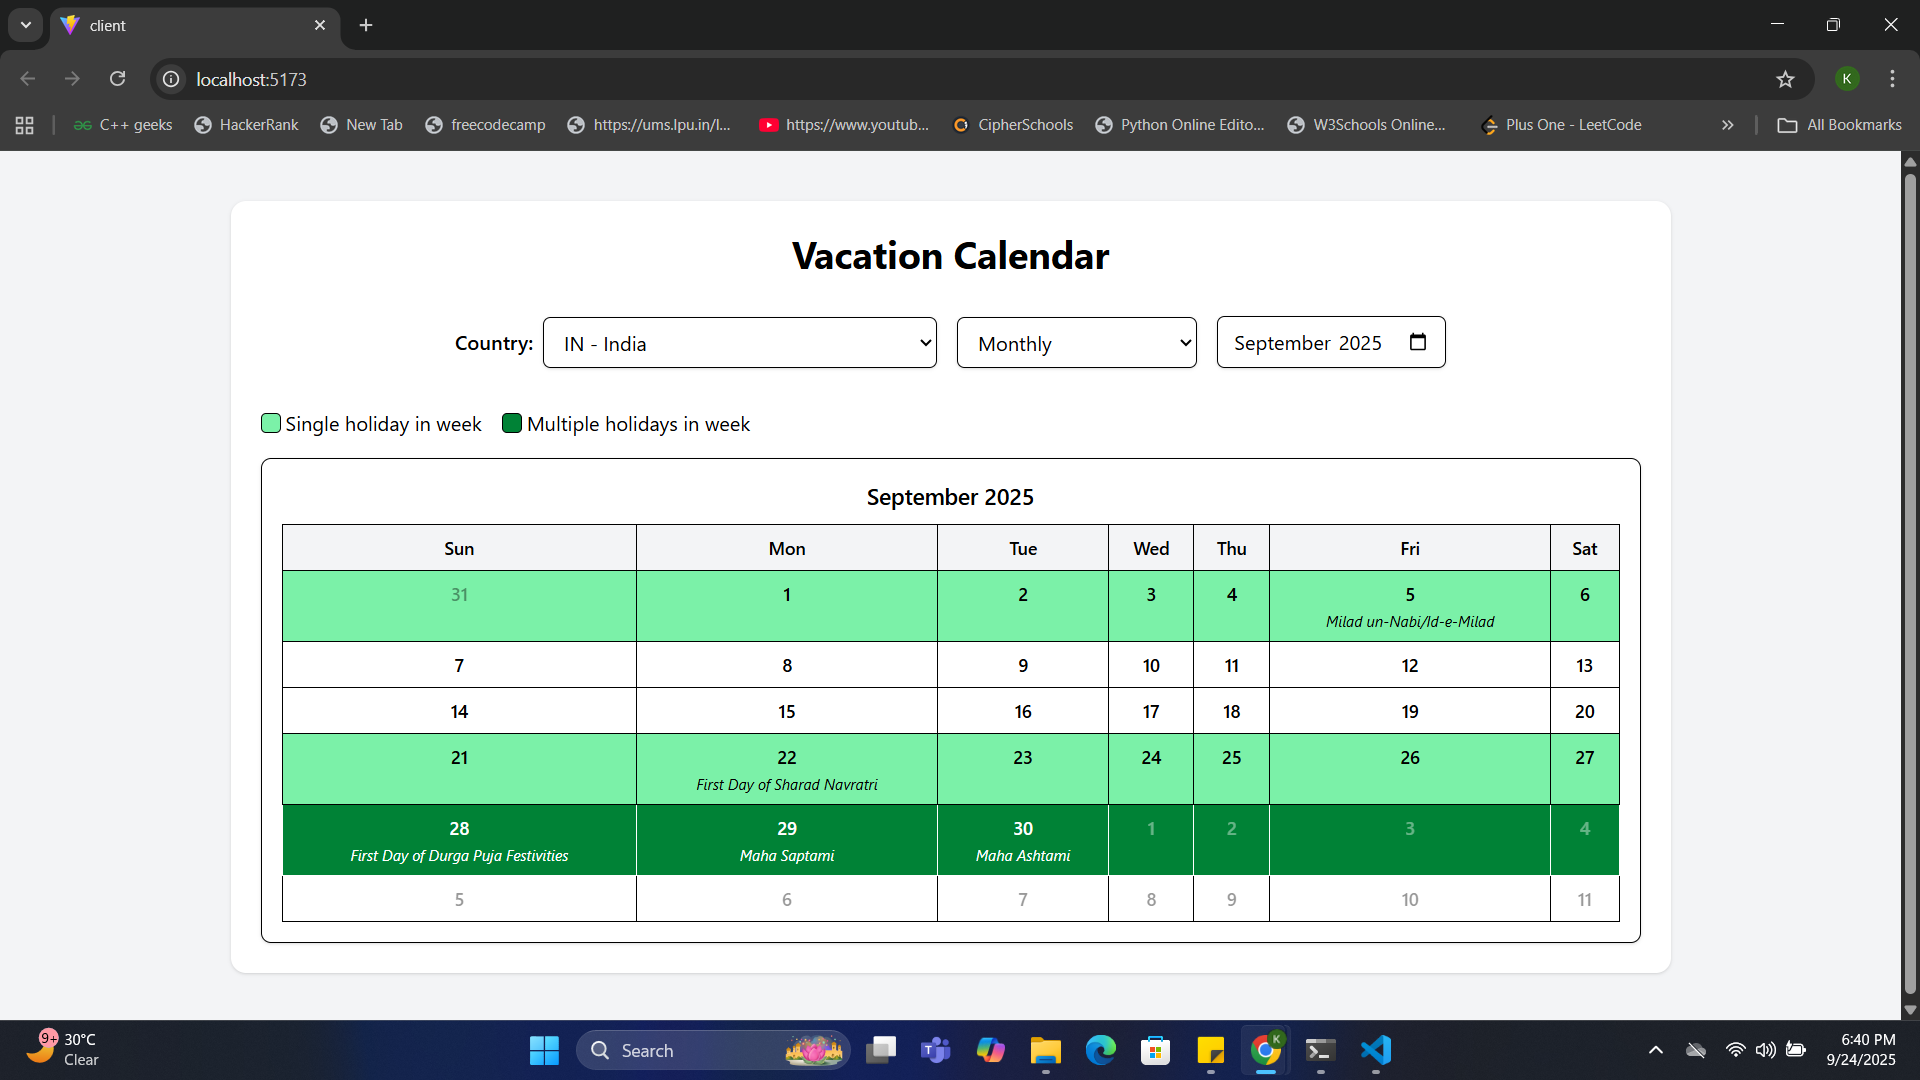 client
localhost:5173
K
C++ geeks HackerRank New Tab freecodecamp https://ums.lpu.in/l... https://www.youtub... CipherSchools Python Online Edito... W3Schools Online... Plus One - LeetCode All Bookmarks
Vacation Calendar
Country: IN - India Monthly September 2025
Single holiday in week Multiple holidays in week
September 2025
Sun Mon Tue Wed Thu Fri Sat
31 1 2 3 4 5 6
Milad un-Nabi/Id-e-Milad
7 8 9 10 11 12 13
14 15 16 17 18 19 20
21 22 23 24 25 26 27
First Day of Sharad Navratri
28 29 30 1 2 3 4
First Day of Durga Puja Festivities Maha Saptami Maha Ashtami
5 6 7 8 9 10 11
9+ 30°C
Clear
Search
K
6:40 PM
9/24/2025